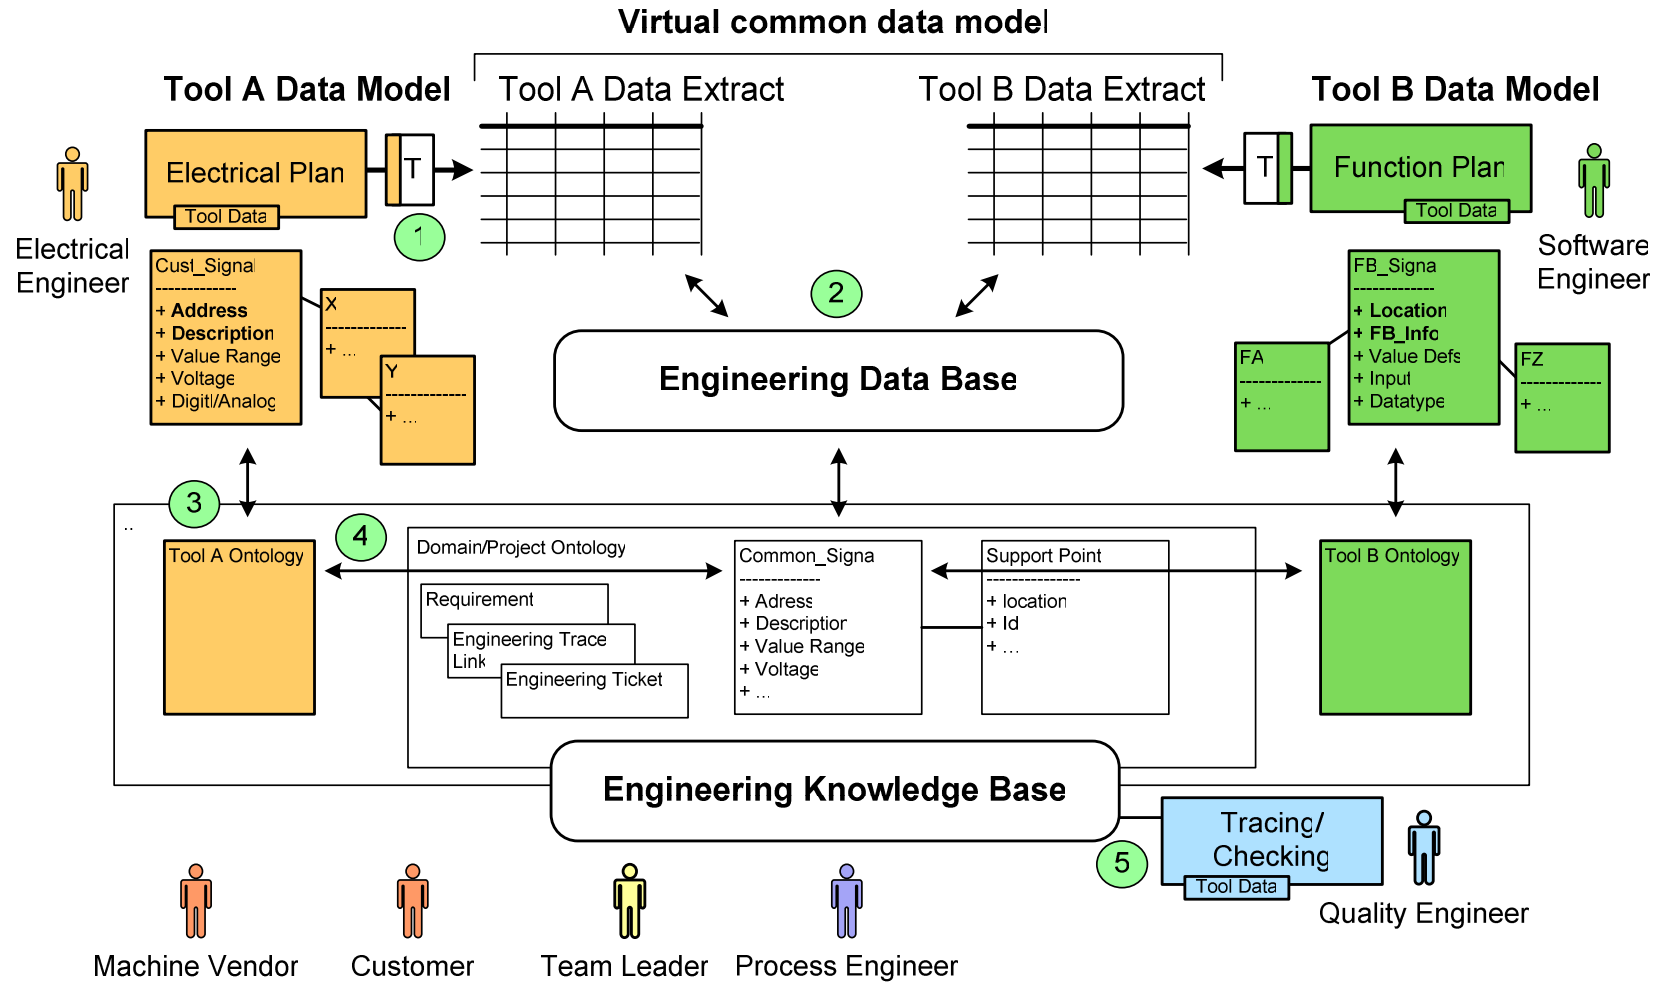 Virtual common data model
Tool A Data Model
Tool A Data Extract
Tool B Data Extract
Tool B Data Model
Electrical Plan
Tool Data
T
T
Function Plan
Tool Data
Electrical
Engineer
Software
Engineer
1
2
Cust_Signal
-------------
+ Address
+ Description
+ Value Range
+ Voltage
+ Digitl/Analog
X
-------------
+ ...
Y
-------------
+ ...
Engineering Data Base
FB_Signa
-------------
+ Location
+ FB_Info
+ Value Defs
+ Input
+ Datatype
FA
-------------
+ ...
FZ
-------------
+ ...
3
..
4
Tool A Ontology
Domain/Project Ontology
Requirement
Engineering Trace
Link
Engineering Ticket
Common_Signa
-------------
+ Adress
+ Description
+ Value Range
+ Voltage
+ ...
Support Point
---------------
+ location
+ Id
+ ...
Tool B Ontology
Engineering Knowledge Base
5
Tracing/
Checking
Tool Data
Quality Engineer
Machine Vendor
Customer
Team Leader
Process Engineer